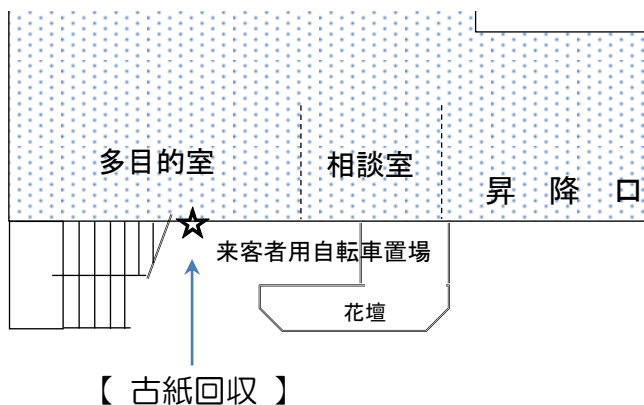 多目的室
相談室
昇降口
☆
来客者用自転車置場
花壇
【 古紙回収 】